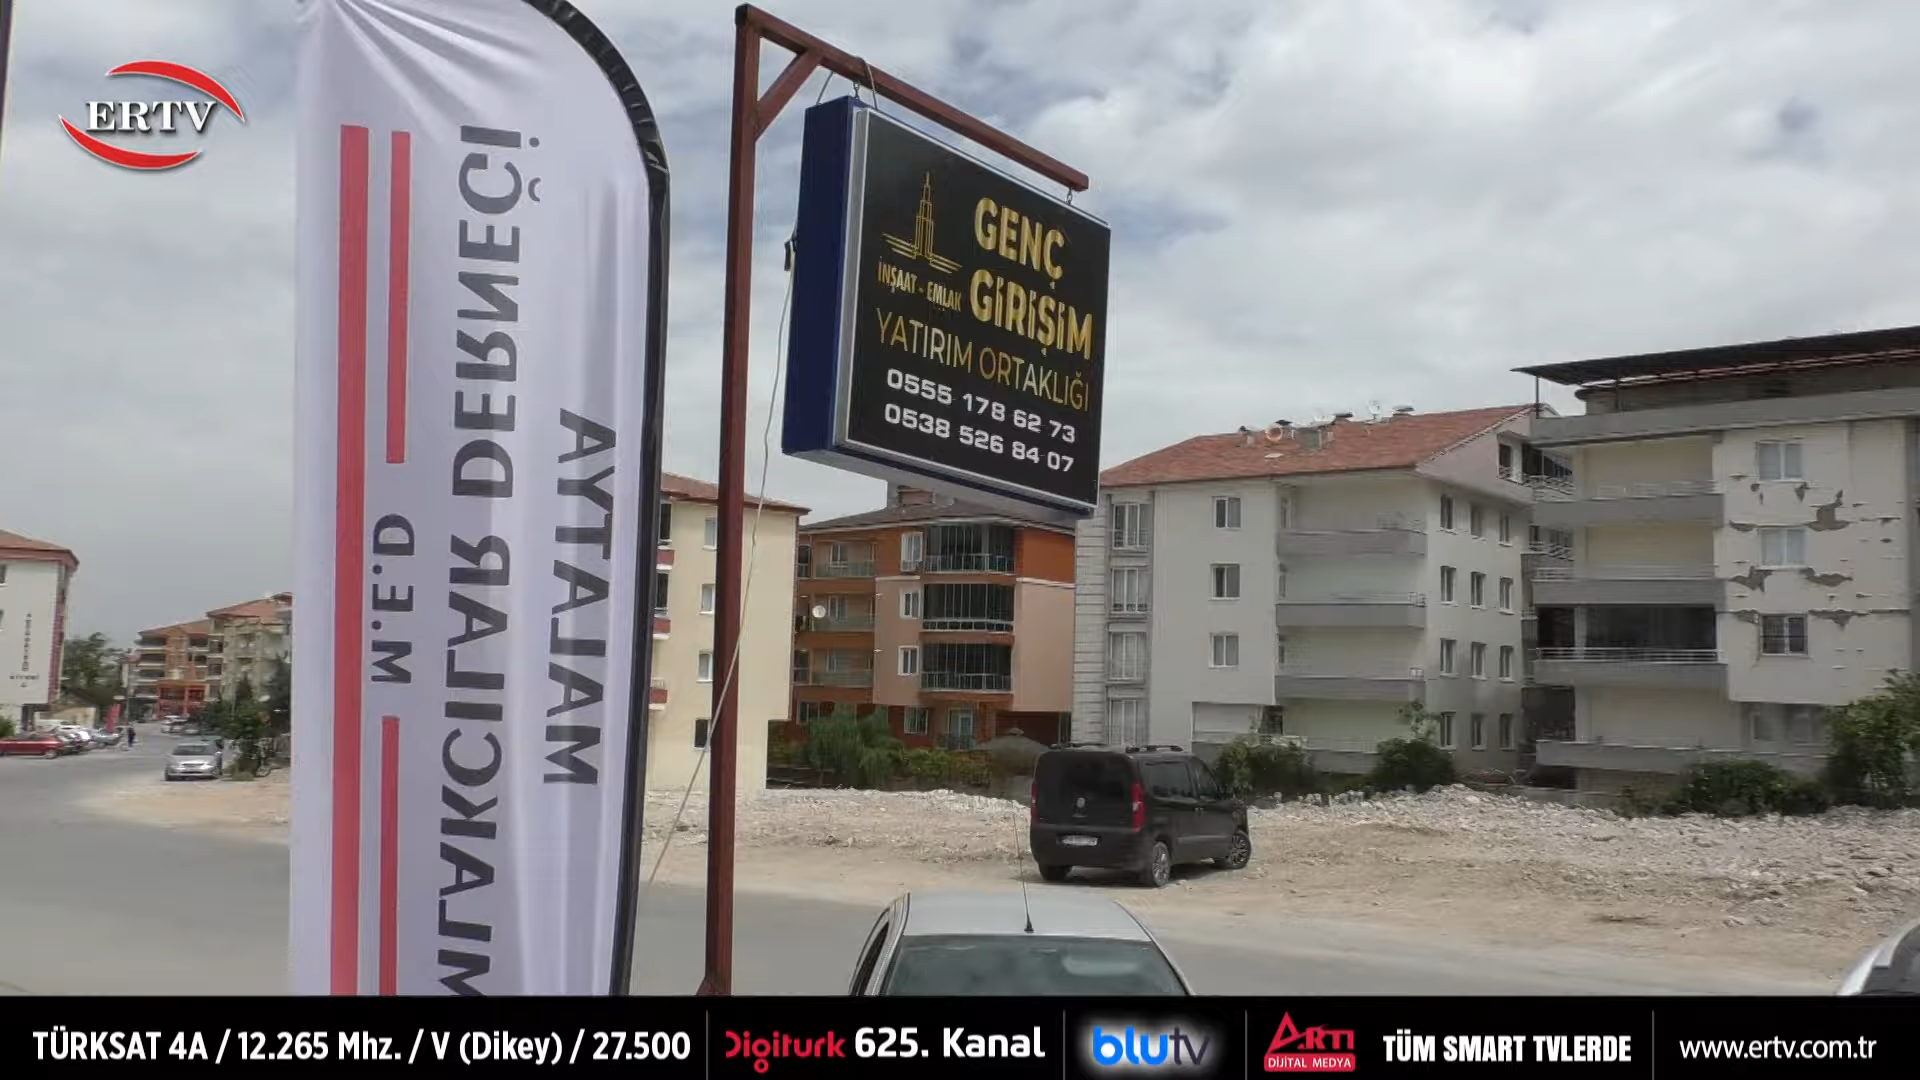 ERTV
MALATYA
EMLAKCILAR DERNEĞİ
M.E.D
GENÇ
GİRİŞİM
İNŞAAT - EMLAK
YATIRIM ORTAKLIĞI
0555 178 62 73
0538 526 84 07
TÜRKSAT 4A / 12.265 Mhz. / V (Dikey) / 27.500
Digiturk 625. Kanal
blutv
ARTI
DİJİTAL MEDYA
TÜM SMART TVLERDE
www.ertv.com.tr